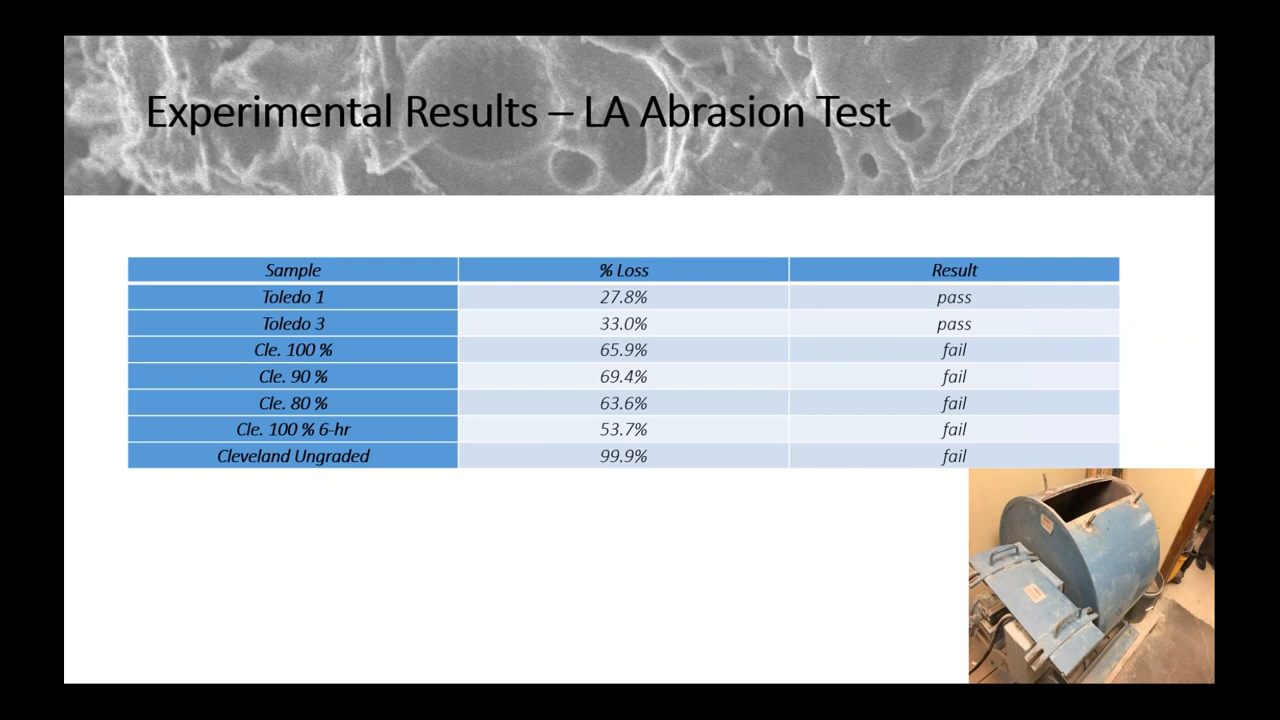 Experimental Results – LA Abrasion Test
Sample % Loss Result
Toledo 1 27.8% pass
Toledo 3 33.0% pass
Cle. 100 % 65.9% fail
Cle. 90 % 69.4% fail
Cle. 80 % 63.6% fail
Cle. 100 % 6-hr 53.7% fail
Cleveland Ungraded 99.9% fail